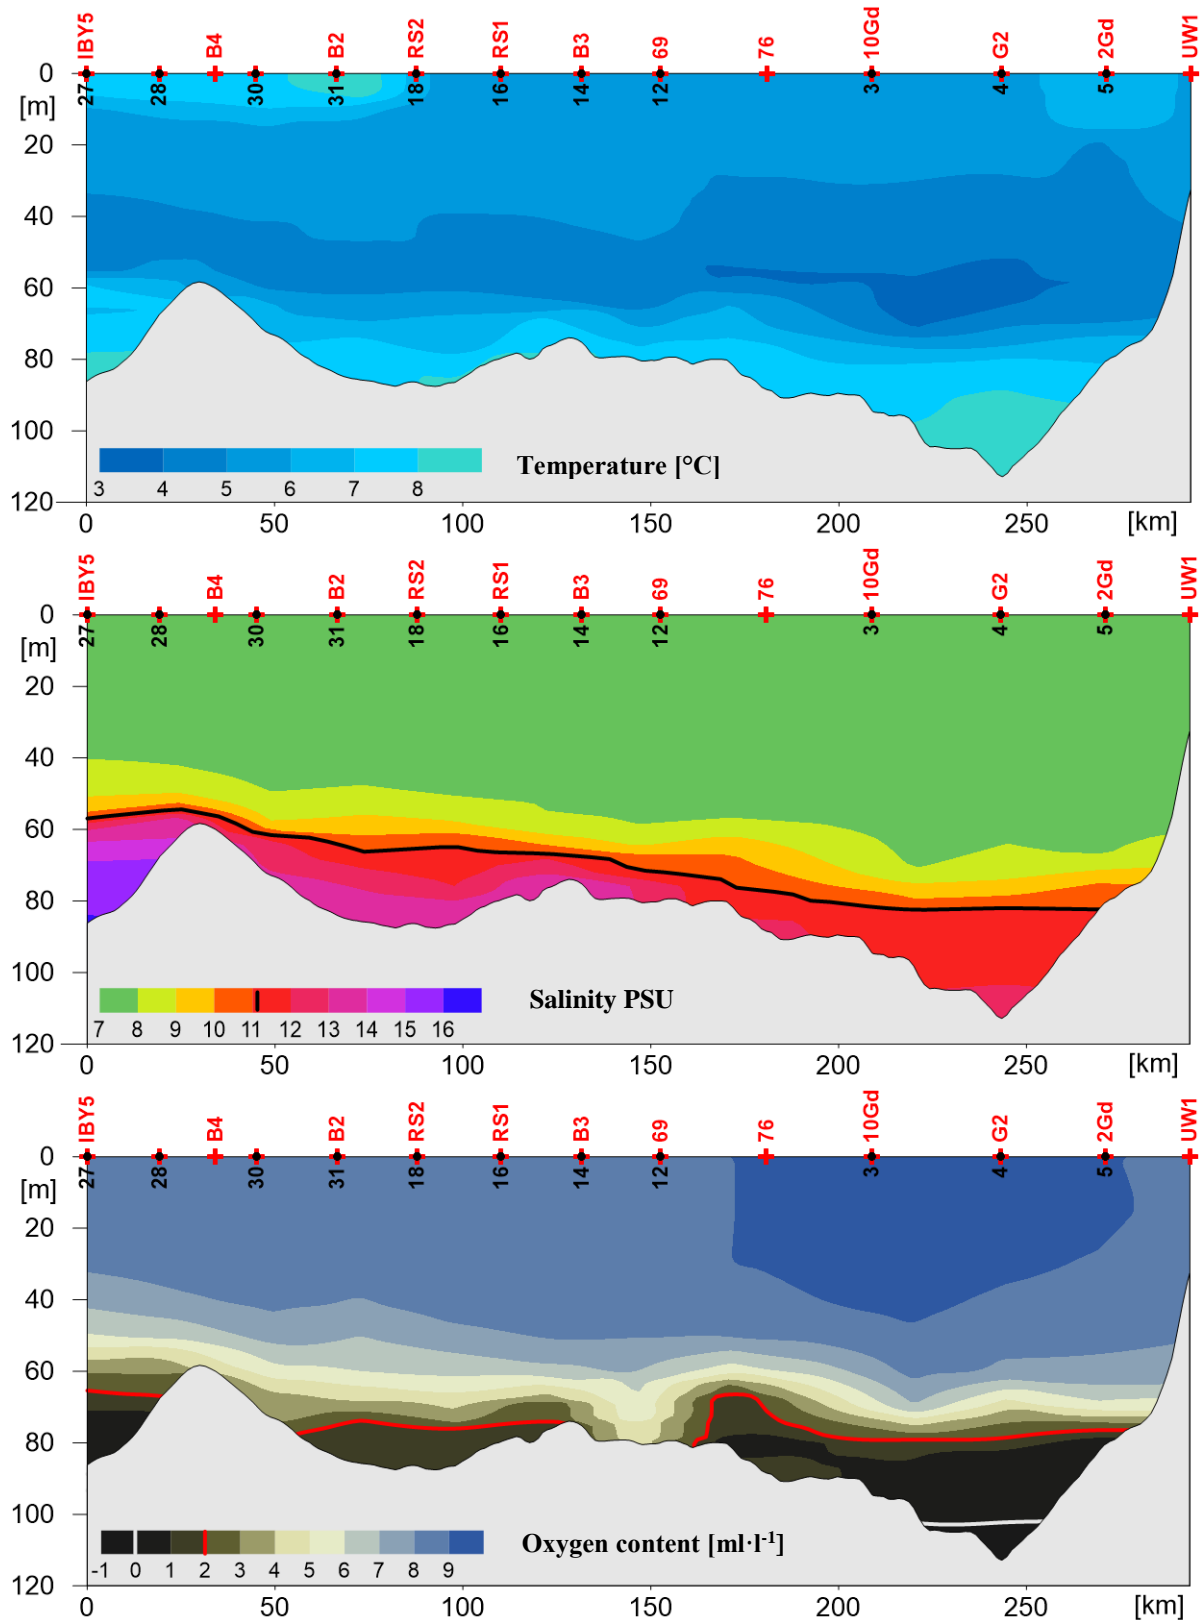 IBY5 B4 B2 RS2 RS1 B3 69 76 10Gd G2 2Gd UW1
0
27 28 30 31 18 16 14 12 3 4 5
[m]
20
40
60
80
100
Temperature [°C]
3 4 5 6 7 8
120
0 50 100 150 200 250 [km]
IBY5 B4 B2 RS2 RS1 B3 69 76 10Gd G2 2Gd UW1
0
27 28 30 31 18 16 14 12 3 4 5
[m]
20
40
60
80
100
Salinity PSU
7 8 9 10 11 12 13 14 15 16
120
0 50 100 150 200 250 [km]
IBY5 B4 B2 RS2 RS1 B3 69 76 10Gd G2 2Gd UW1
0
27 28 30 31 18 16 14 12 3 4 5
[m]
20
40
60
80
100
Oxygen content [ml·l⁻¹]
-1 0 1 2 3 4 5 6 7 8 9
120
0 50 100 150 200 250 [km]